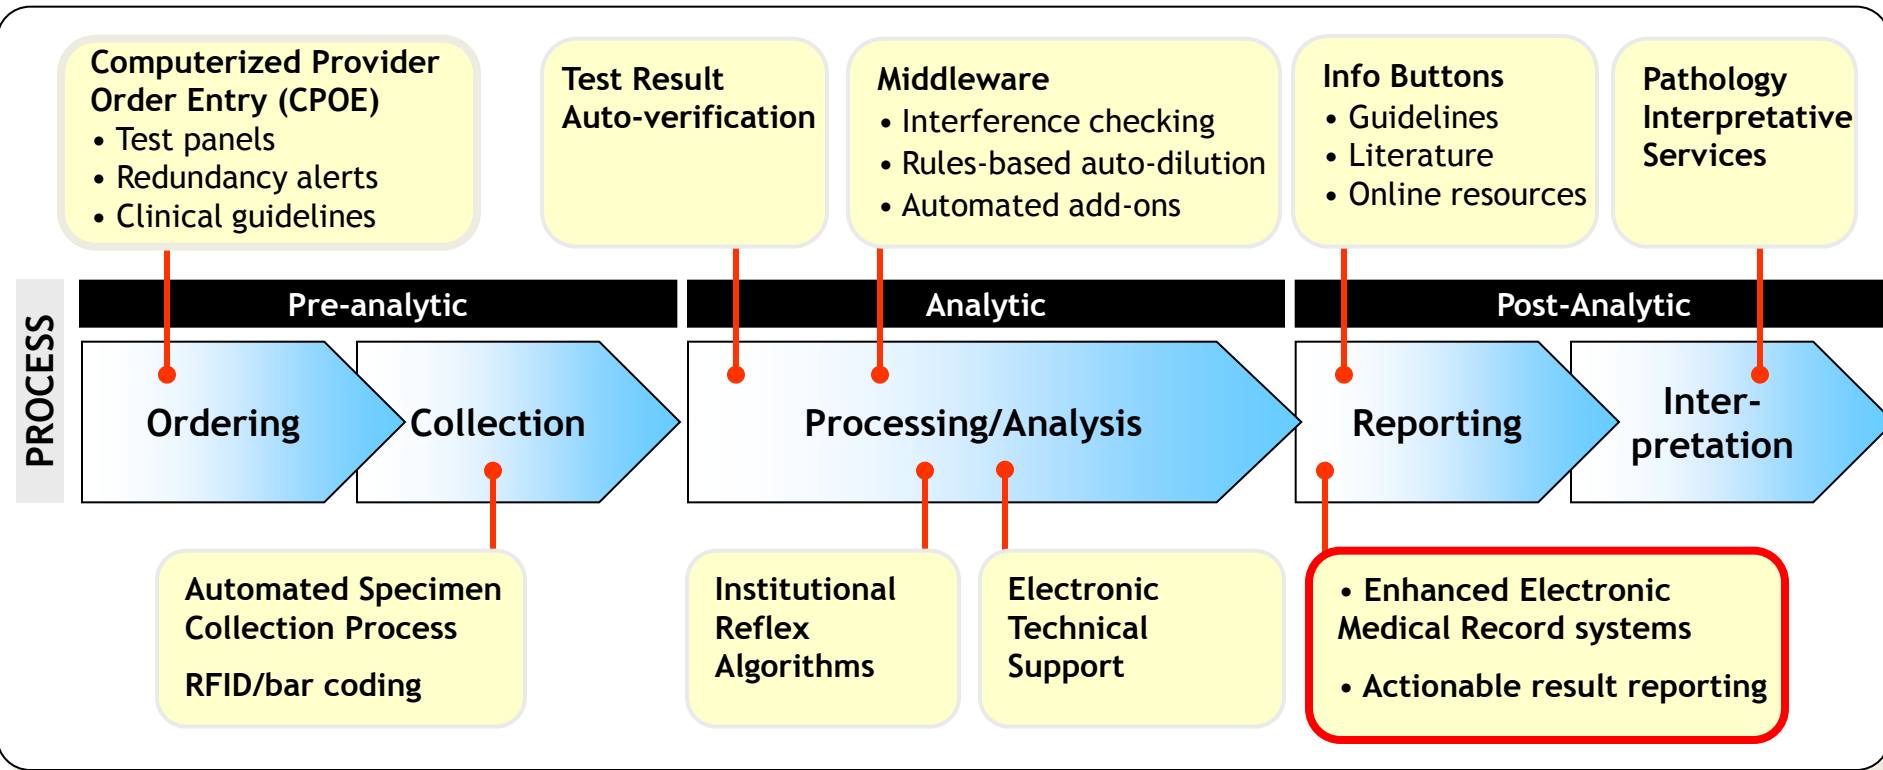 Computerized Provider
Order Entry (CPOE)
• Test panels
• Redundancy alerts
• Clinical guidelines
Test Result
Auto-verification
Middleware
• Interference checking
• Rules-based auto-dilution
• Automated add-ons
Info Buttons
• Guidelines
• Literature
• Online resources
Pathology
Interpretative
Services
PROCESS
Pre-analytic
Analytic
Post-Analytic
Ordering
Collection
Processing/Analysis
Reporting
Inter-
pretation
Automated Specimen
Collection Process
RFID/bar coding
Institutional
Reflex
Algorithms
Electronic
Technical
Support
• Enhanced Electronic
Medical Record systems
• Actionable result reporting